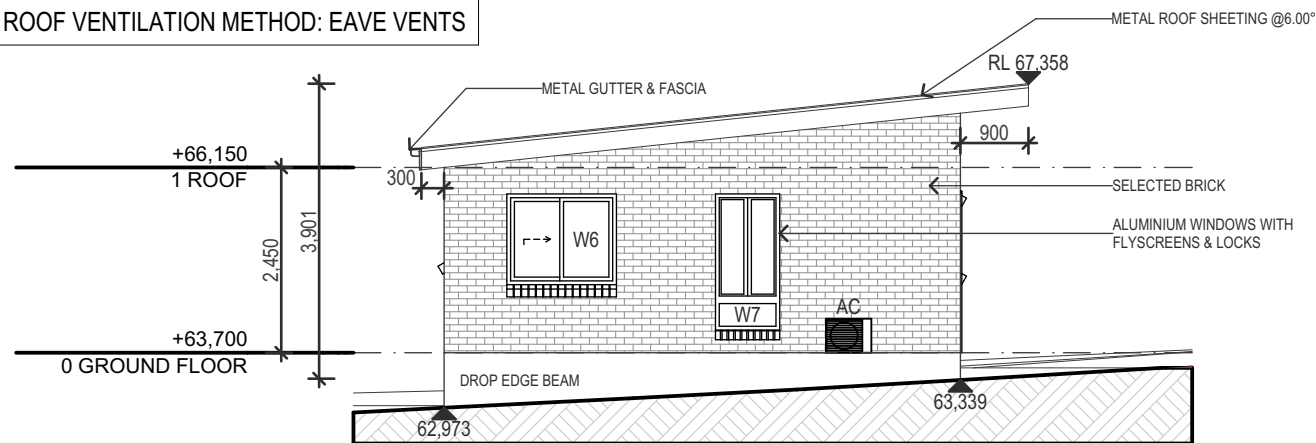 ROOF VENTILATION METHOD: EAVE VENTS
METAL ROOF SHEETING @6.00°
RL 67,358
METAL GUTTER & FASCIA
900
+66,150
1 ROOF
300
SELECTED BRICK
3,901
2,450
W6
ALUMINIUM WINDOWS WITH
FLYSCREENS & LOCKS
W7
AC
+63,700
0 GROUND FLOOR
DROP EDGE BEAM
63,339
62,973